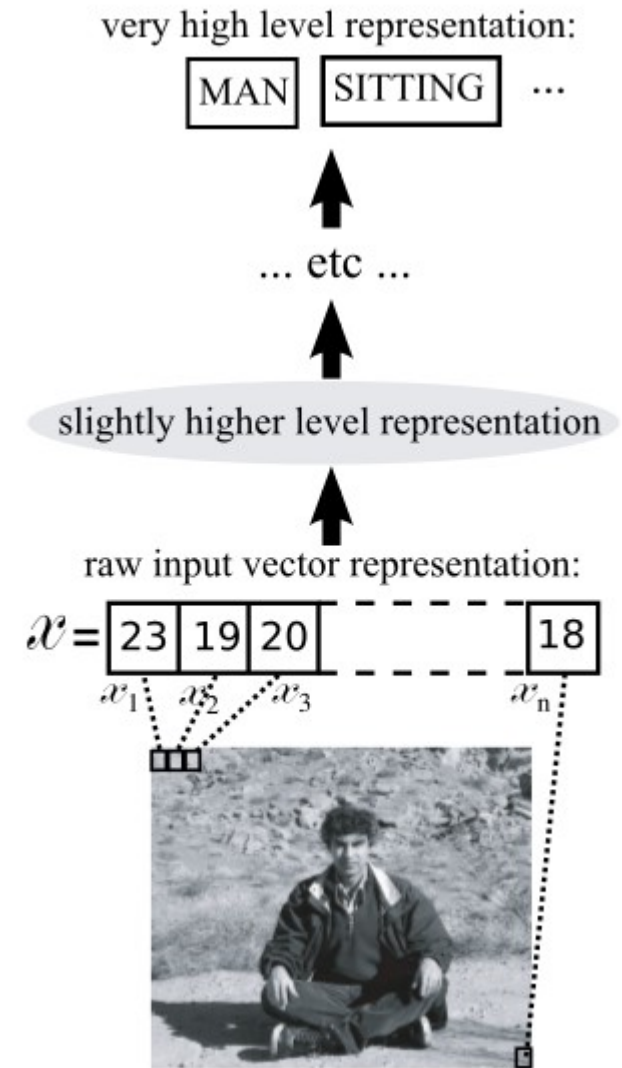 very high level representation:
MAN SITTING ...
... etc ...
slightly higher level representation
raw input vector representation:
x = 23 19 20 18
x1 x2 x3 xn